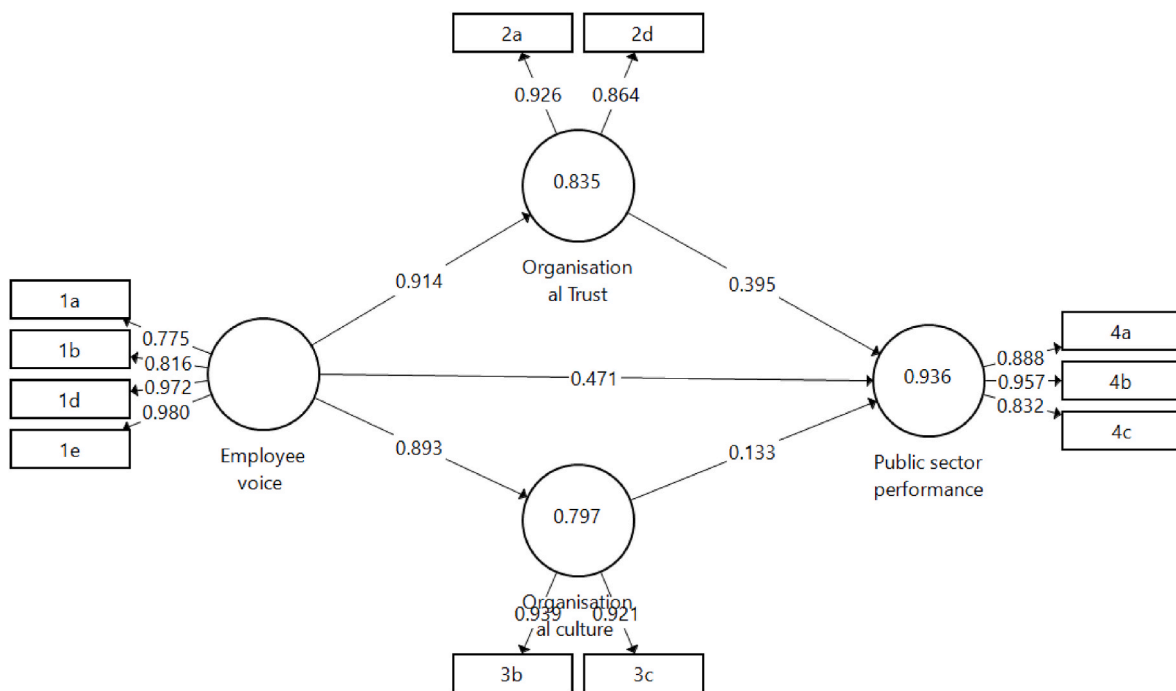 2a
2d
0.926
0.864
0.835
Organisation
al Trust
0.914
0.395
1a
0.775
1b
0.816
1d
0.972
1e
0.980
Employee
voice
0.471
0.893
0.133
0.936
Public sector
performance
0.888
4a
0.957
4b
0.832
4c
0.797
Organisation
al culture
0.939
0.921
3b
3c